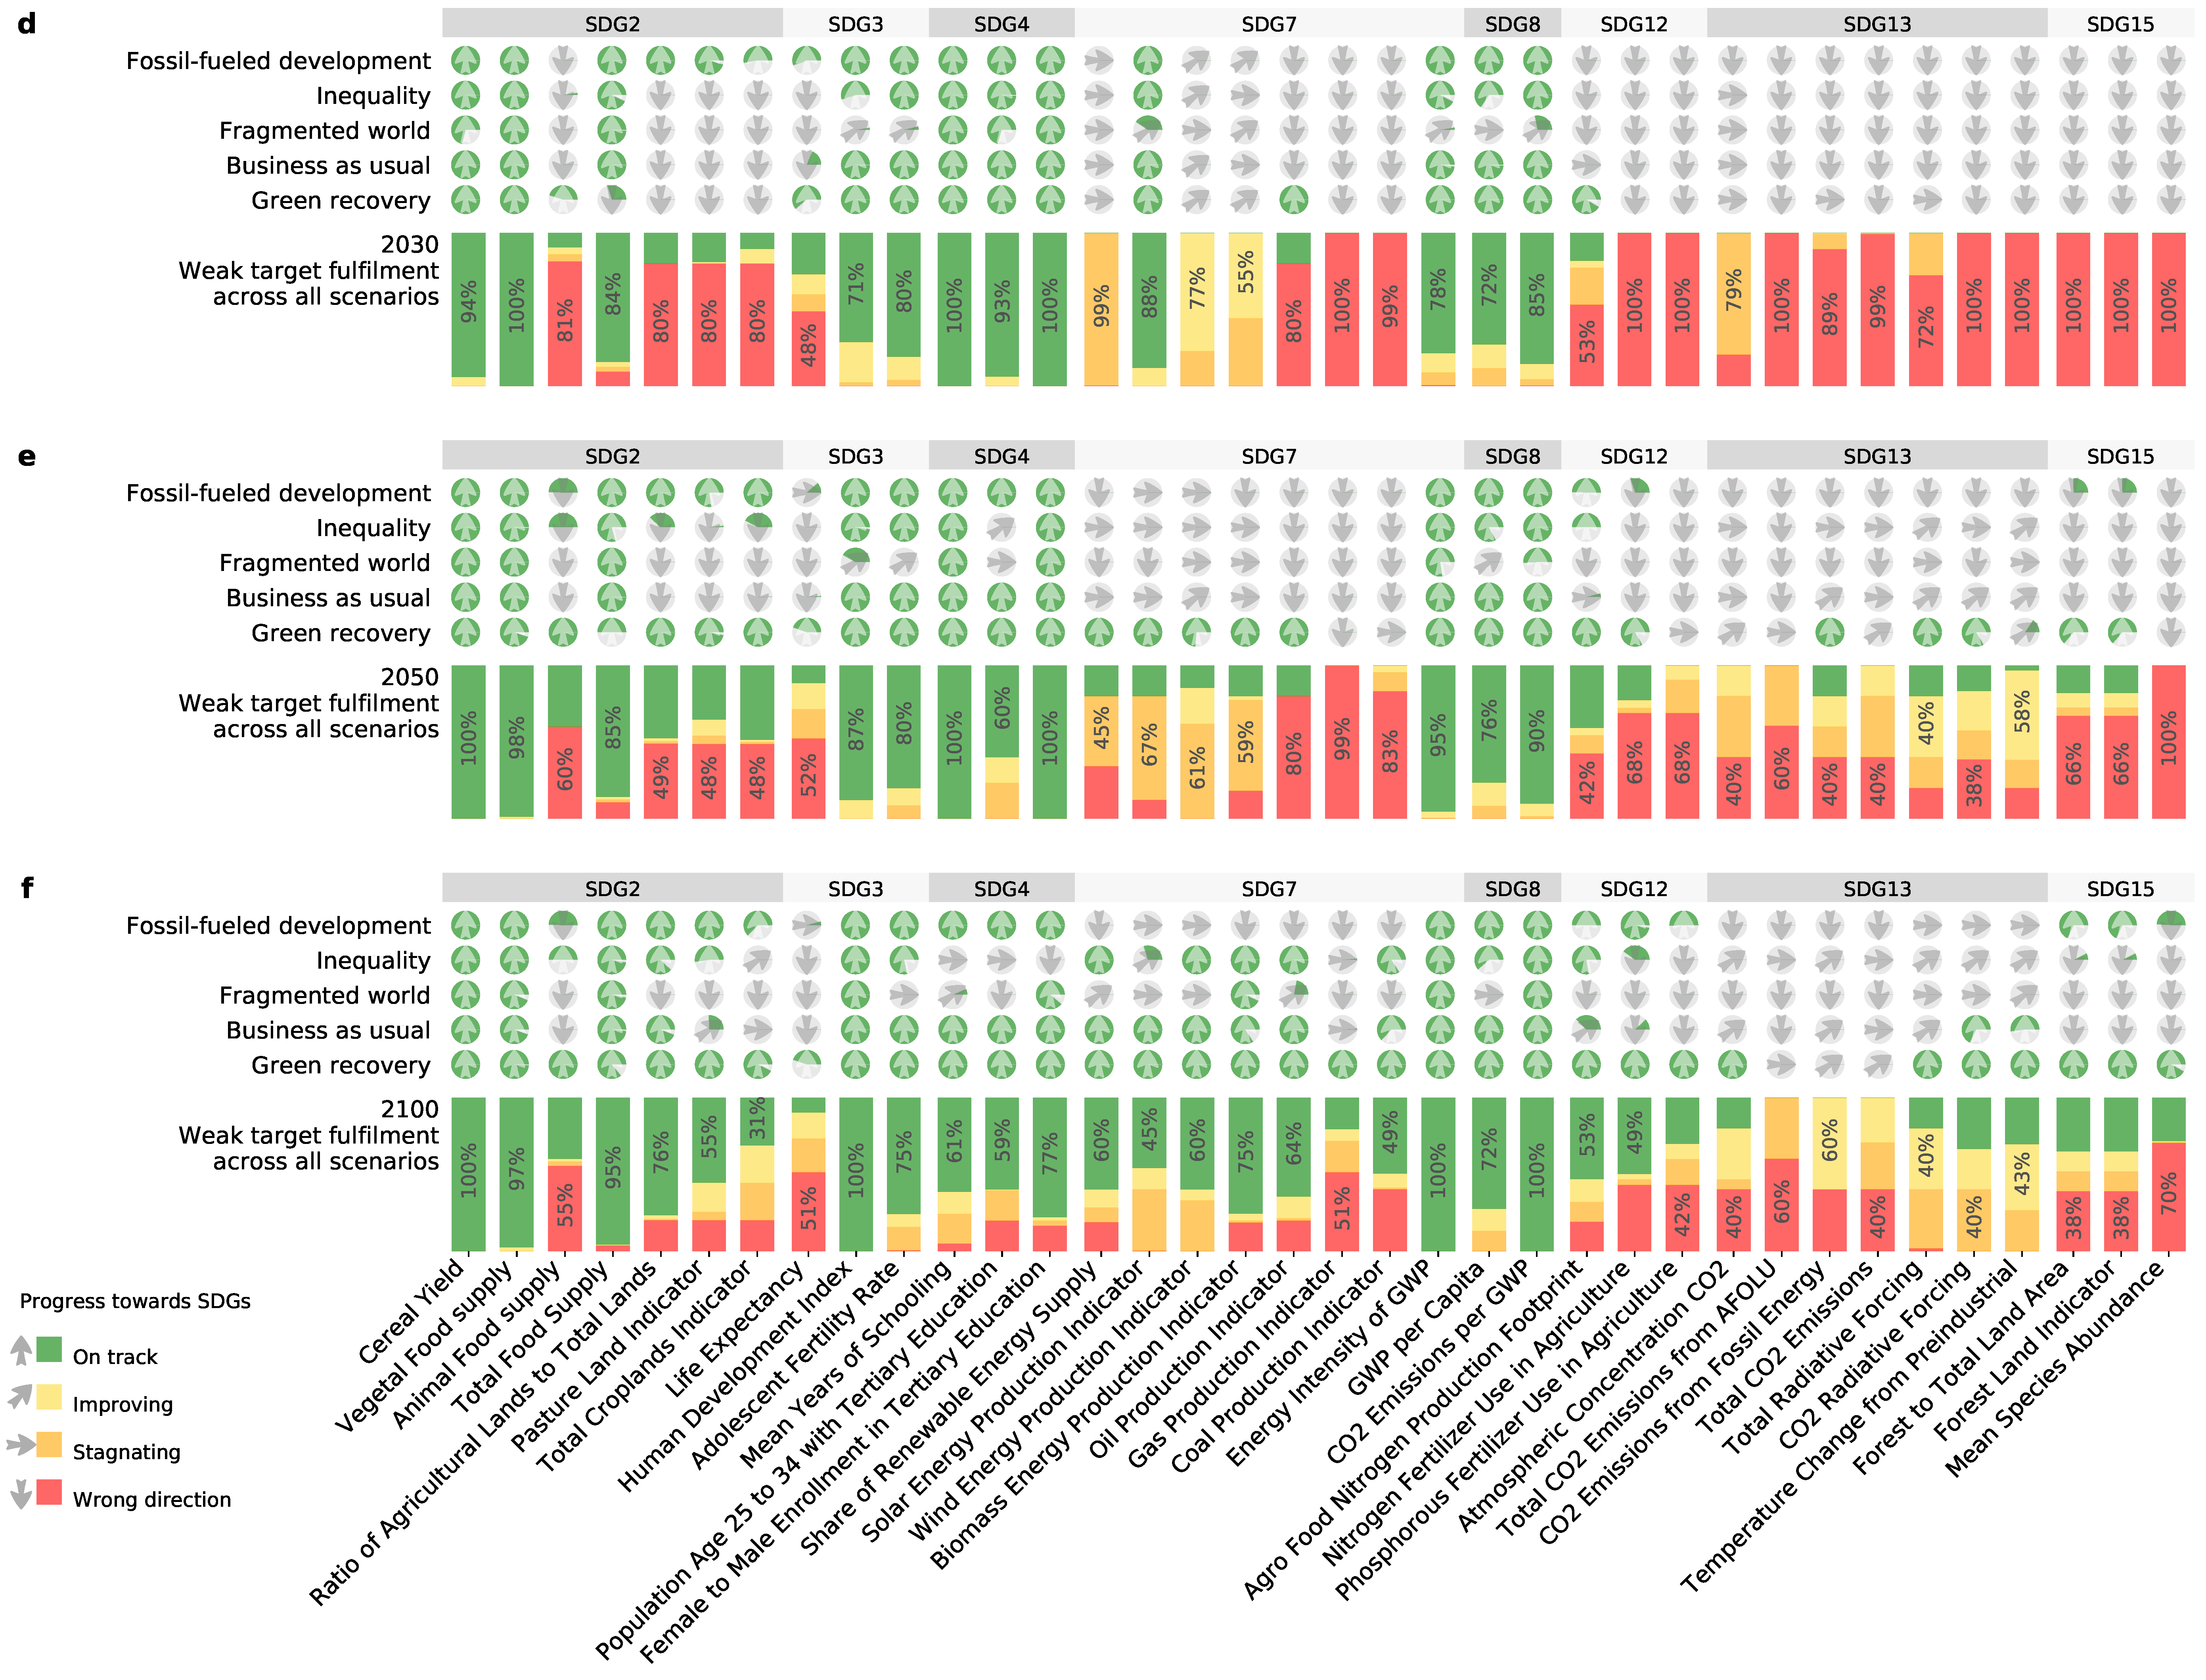 d
SDG2 SDG3 SDG4 SDG7 SDG8 SDG12 SDG13 SDG15
Fossil-fueled development
Inequality
Fragmented world
Business as usual
Green recovery
2030
Weak target fulfilment
across all scenarios
94% 100% 81% 84% 80% 80% 80% 48% 71% 80% 100% 93% 100% 99% 88% 77% 55% 80% 100% 99% 78% 72% 85% 53% 100% 100% 79% 100% 89% 99% 72% 100% 100% 100% 100% 100%
e
SDG2 SDG3 SDG4 SDG7 SDG8 SDG12 SDG13 SDG15
Fossil-fueled development
Inequality
Fragmented world
Business as usual
Green recovery
2050
Weak target fulfilment
across all scenarios
100% 98% 60% 85% 49% 48% 48% 52% 87% 80% 100% 60% 100% 45% 67% 61% 59% 80% 99% 83% 95% 76% 90% 42% 68% 68% 40% 60% 40% 40% 40% 38% 58% 66% 66% 100%
f
SDG2 SDG3 SDG4 SDG7 SDG8 SDG12 SDG13 SDG15
Fossil-fueled development
Inequality
Fragmented world
Business as usual
Green recovery
2100
Weak target fulfilment
across all scenarios
100% 97% 55% 95% 76% 55% 31% 51% 100% 75% 61% 59% 77% 60% 45% 60% 75% 64% 51% 49% 100% 72% 100% 53% 49% 42% 40% 60% 60% 40% 40% 40% 43% 38% 38% 70%
Cereal Yield
Vegetal Food supply
Animal Food supply
Total Food Supply
Ratio of Agricultural Lands to Total Lands
Pasture Land Indicator
Total Croplands Indicator
Life Expectancy
Human Development Index
Adolescent Fertility Rate
Mean Years of Schooling
Population Age 25 to 34 with Tertiary Education
Female to Male Enrollment in Tertiary Education
Share of Renewable Energy Supply
Solar Energy Production Indicator
Wind Energy Production Indicator
Biomass Energy Production Indicator
Oil Production Indicator
Gas Production Indicator
Coal Production Indicator
Energy Intensity of GWP
GWP per Capita
CO2 Emissions per GWP
Agro Food Nitrogen Production Footprint
Nitrogen Fertilizer Use in Agriculture
Phosphorous Fertilizer Use in Agriculture
Atmospheric Concentration CO2
Total CO2 Emissions from AFOLU
CO2 Emissions from Fossil Energy
Total CO2 Emissions
Total Radiative Forcing
CO2 Radiative Forcing
Temperature Change from Preindustrial
Forest to Total Land Area
Forest Land Indicator
Mean Species Abundance
Progress towards SDGs
On track
Improving
Stagnating
Wrong direction